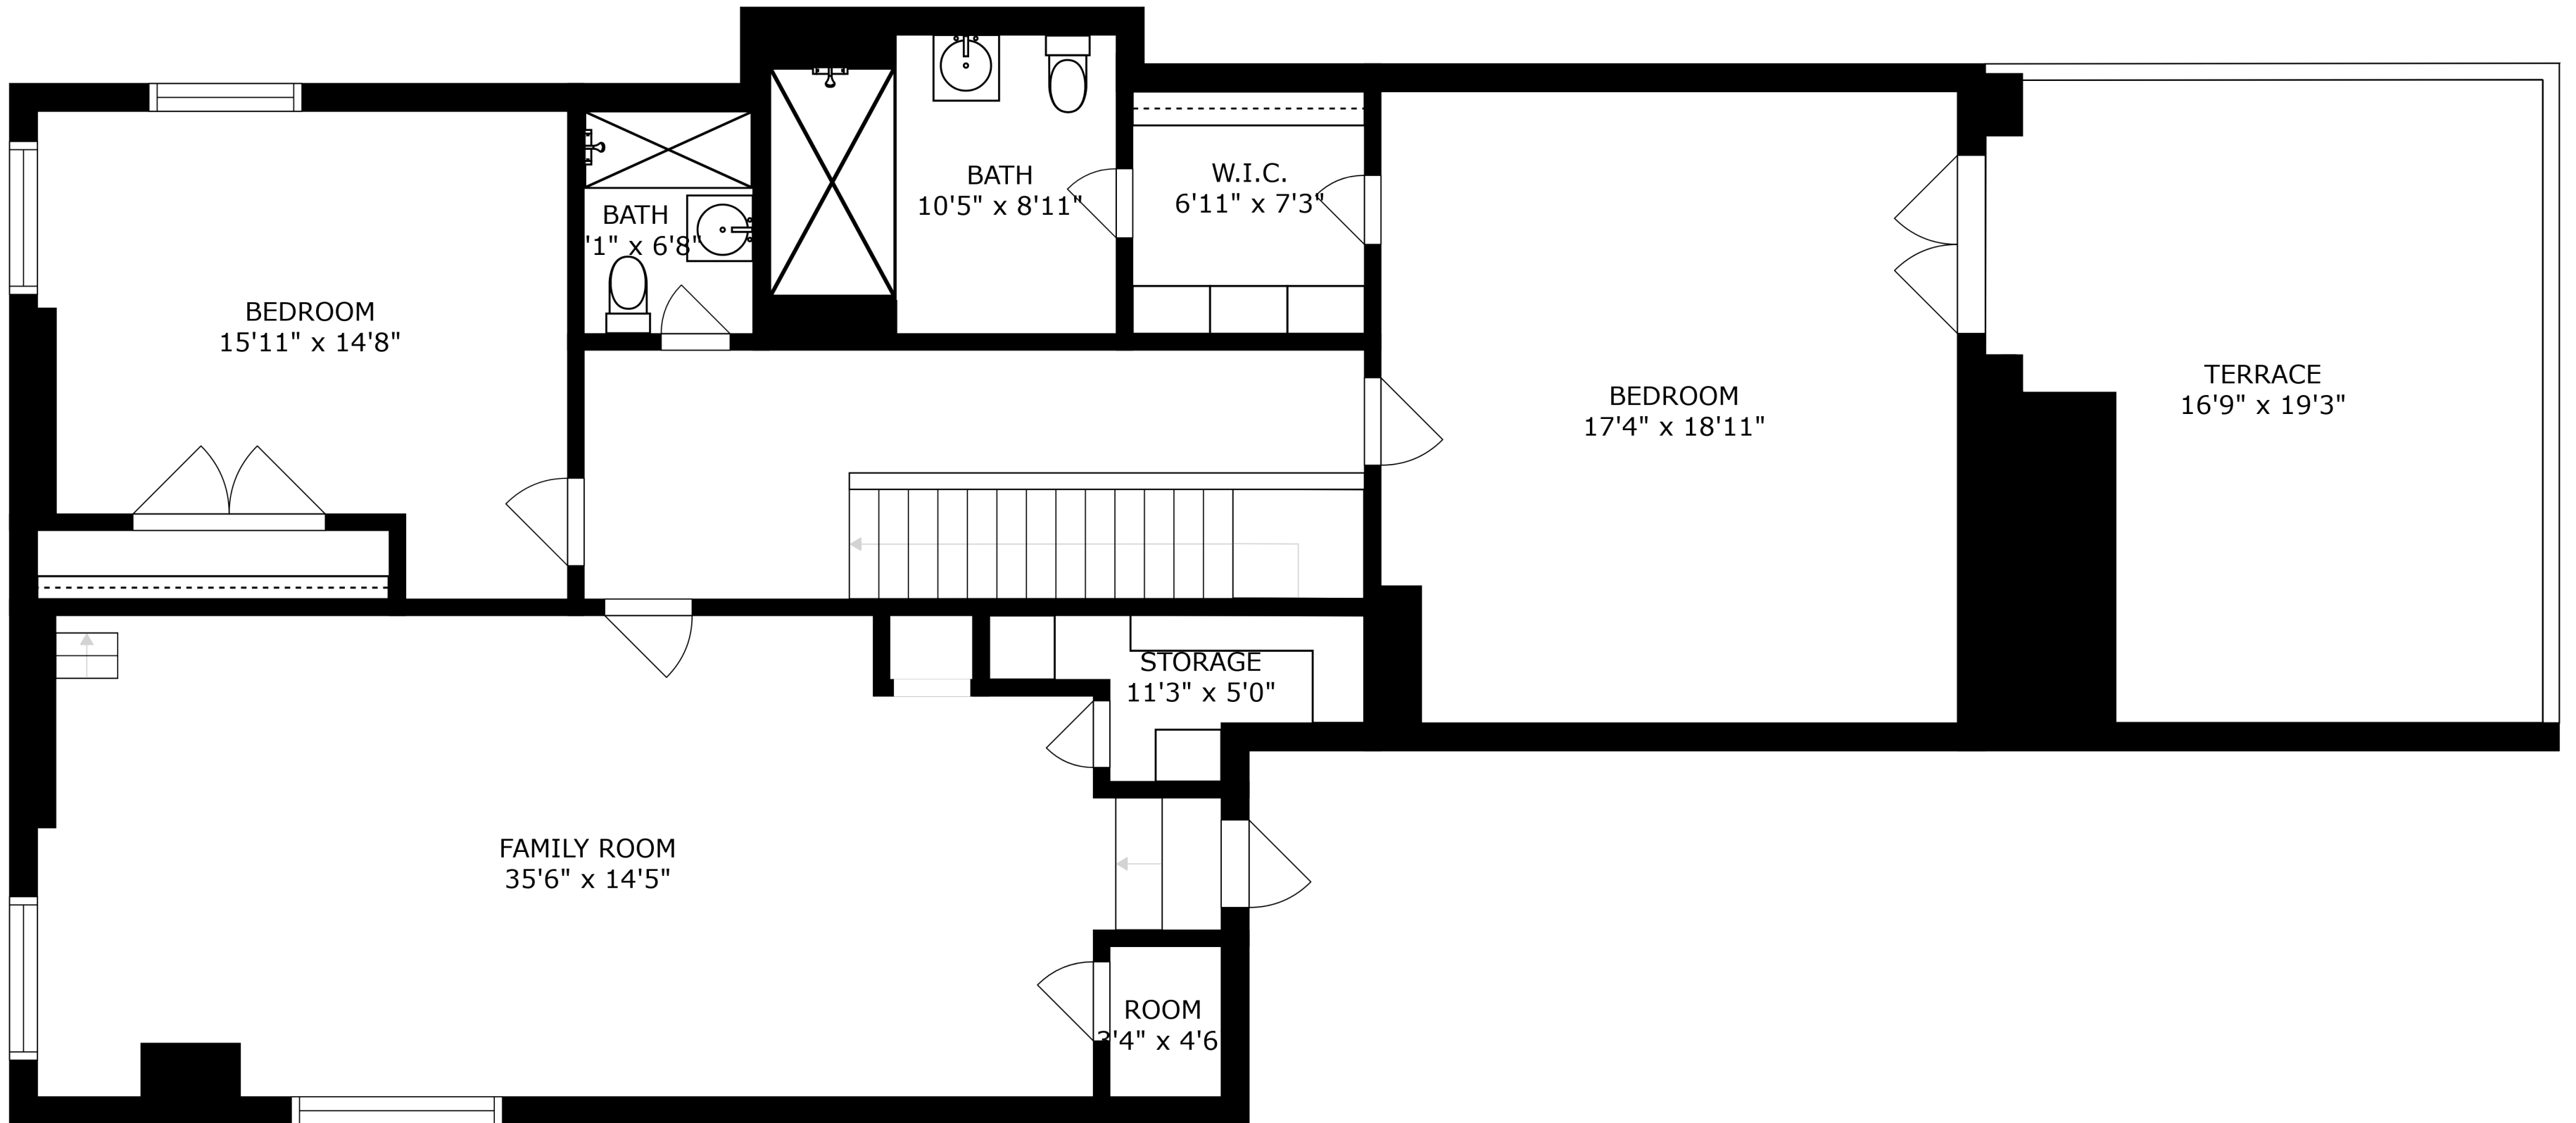 BATH
10'5" x 8'11"
W.I.C.
6'11" x 7'3"
BATH
'1" x 6'8"
BEDROOM
15'11" x 14'8"
BEDROOM
17'4" x 18'11"
TERRACE
16'9" x 19'3"
STORAGE
11'3" x 5'0"
FAMILY ROOM
35'6" x 14'5"
ROOM
3'4" x 4'6